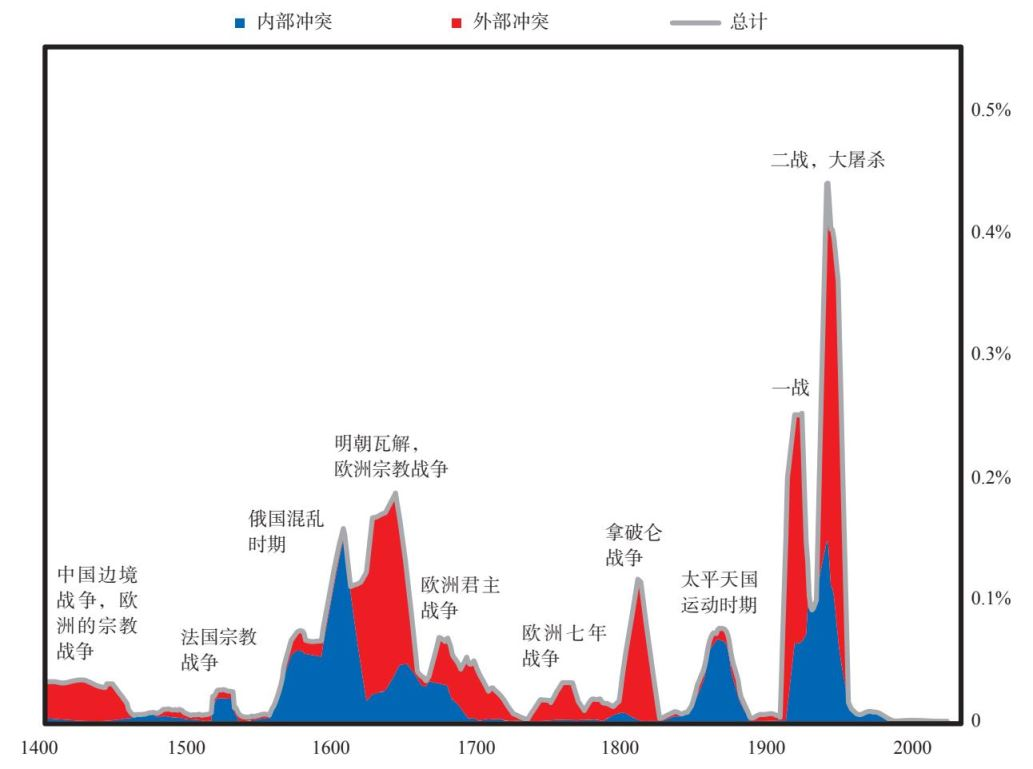 内部冲突
外部冲突
总计
0.5%
二战，大屠杀
0.4%
0.3%
一战
明朝瓦解，
欧洲宗教战争
0.2%
俄国混乱
时期
拿破仑
战争
中国边境
战争，欧
洲的宗教
战争
欧洲君主
战争
太平天国
运动时期
0.1%
法国宗教
战争
欧洲七年
战争
0
1400
1500
1600
1700
1800
1900
2000